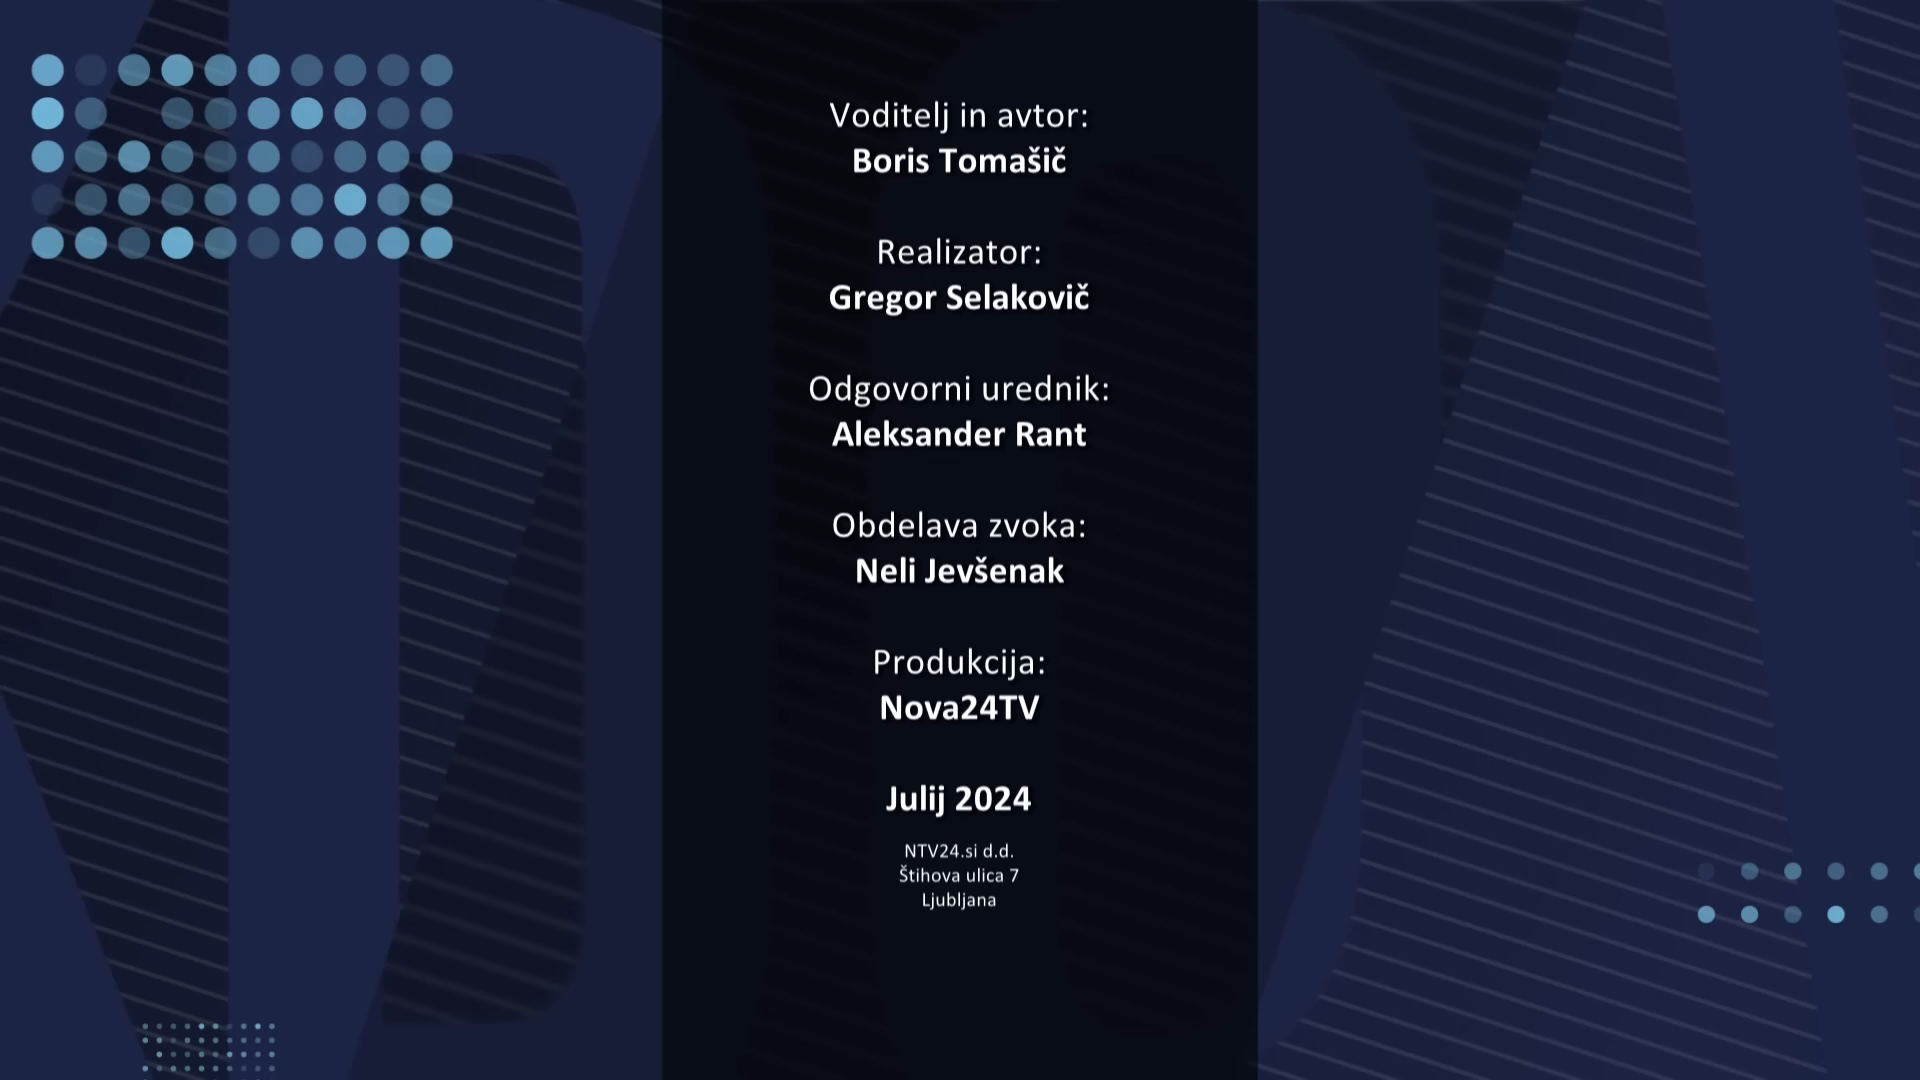 Voditelj in avtor:
Boris Tomašič
Realizator:
Gregor Selakovič
Odgovorni urednik:
Aleksander Rant
Obdelava zvoka:
Neli Jevšenak
Produkcija:
Nova24TV
Julij 2024
NTV24.si d.d.
Štihova ulica 7
Ljubljana